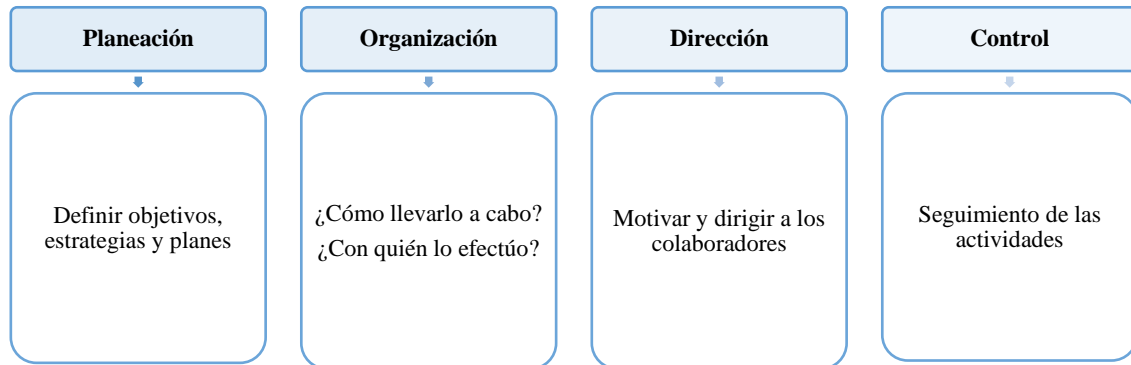 Planeación
Organización
Dirección
Control
Definir objetivos,
estrategias y planes
¿Cómo llevarlo a cabo?
¿Con quién lo efectúo?
Motivar y dirigir a los
colaboradores
Seguimiento de las
actividades